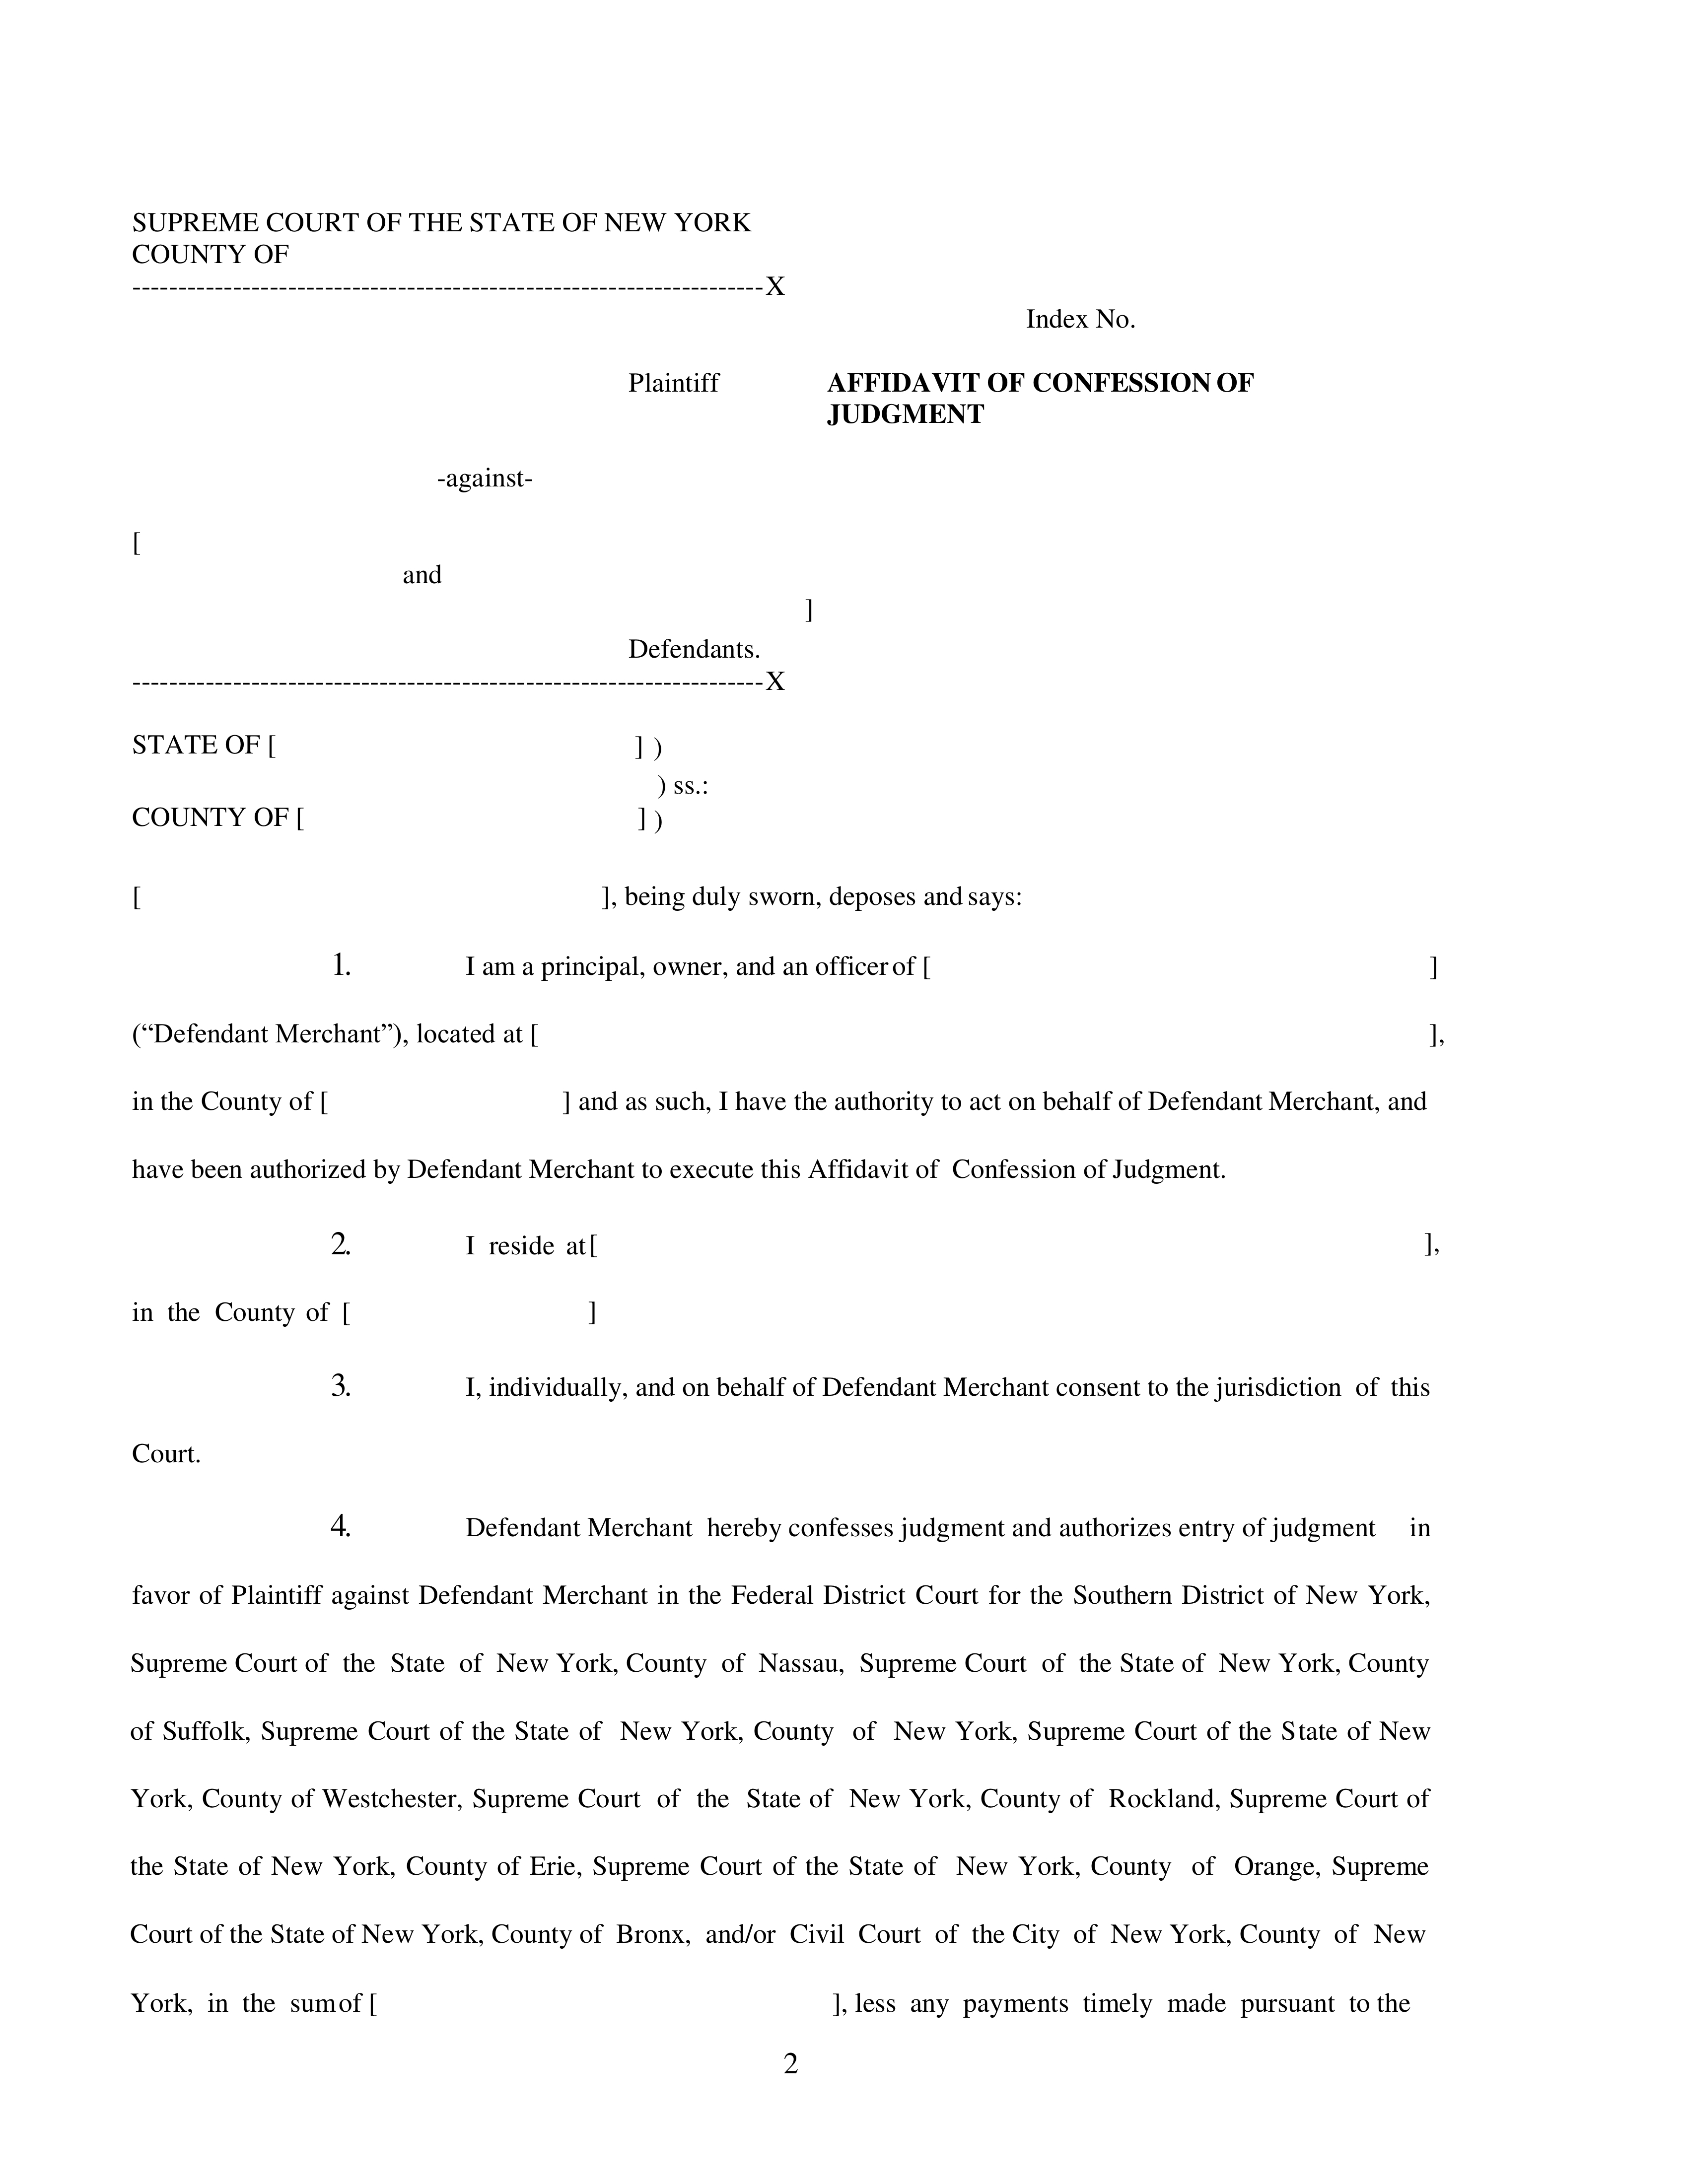 SUPREME COURT OF THE STATE OF NEW YORK
COUNTY OF
---------------------------------------------------------------------X
Index No.
Plaintiff AFFIDAVIT OF CONFESSION OF
JUDGMENT
-against-
[
and
]
Defendants.
---------------------------------------------------------------------X
STATE OF [ ] )
) ss.:
COUNTY OF [ ] )
[ ], being duly sworn, deposes and says:
1. I am a principal, owner, and an officer of [ ]
(“Defendant Merchant”), located at [ ],
in the County of [ ] and as such, I have the authority to act on behalf of Defendant Merchant, and
have been authorized by Defendant Merchant to execute this Affidavit of Confession of Judgment.
2. I reside at [ ],
in the County of [ ]
3. I, individually, and on behalf of Defendant Merchant consent to the jurisdiction of this
Court.
4. Defendant Merchant hereby confesses judgment and authorizes entry of judgment in
favor of Plaintiff against Defendant Merchant in the Federal District Court for the Southern District of New York,
Supreme Court of the State of New York, County of Nassau, Supreme Court of the State of New York, County
of Suffolk, Supreme Court of the State of New York, County of New York, Supreme Court of the State of New
York, County of Westchester, Supreme Court of the State of New York, County of Rockland, Supreme Court of
the State of New York, County of Erie, Supreme Court of the State of New York, County of Orange, Supreme
Court of the State of New York, County of Bronx, and/or Civil Court of the City of New York, County of New
York, in the sum of [ ], less any payments timely made pursuant to the
2